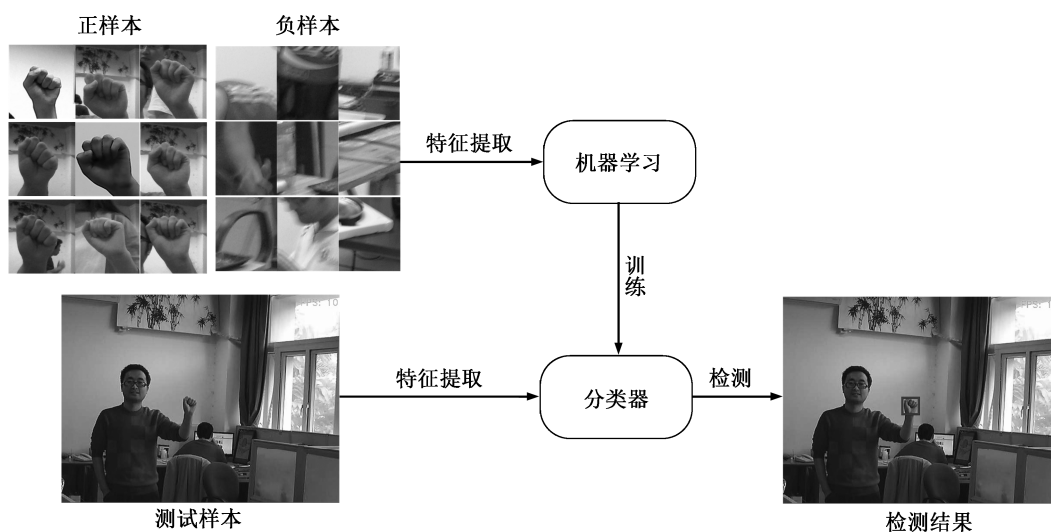 正样本
负样本
特征提取
机器学习
训练
特征提取
分类器
检测
测试样本
检测结果